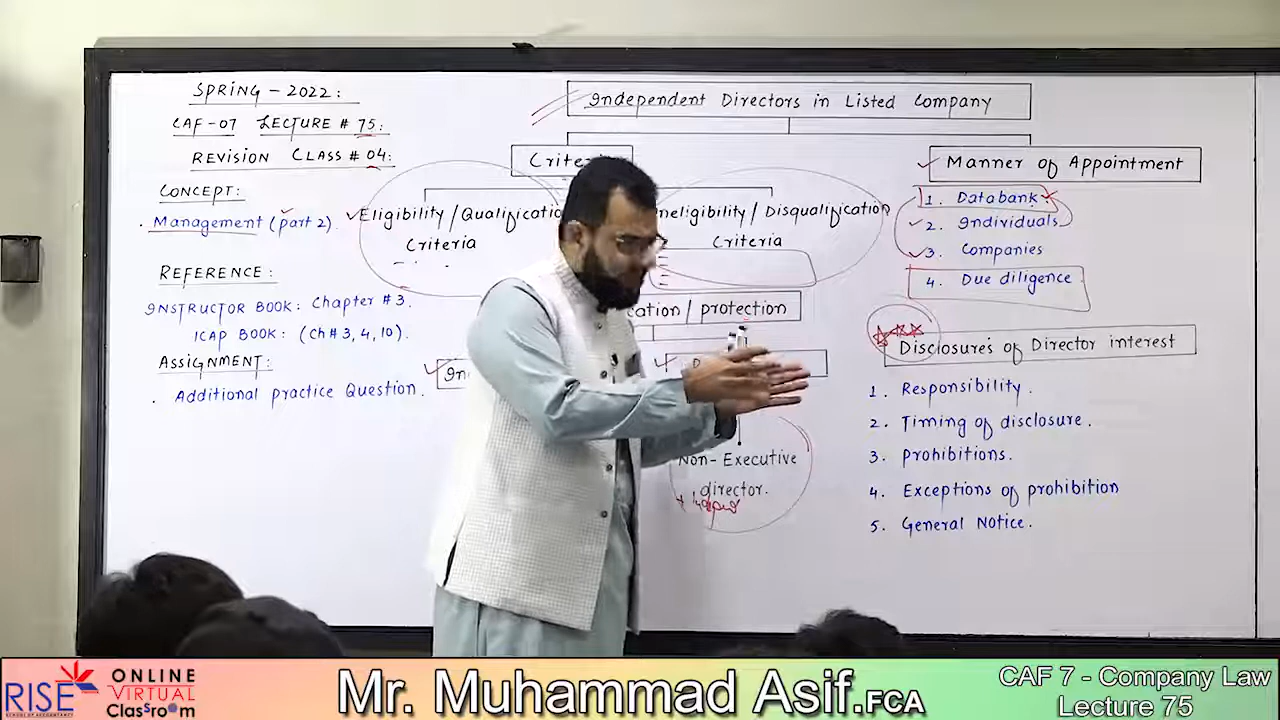 SPRING - 2022:
CAF-07 LECTURE # 75:
REVISION CLASS # 04:
CONCEPT:
. Management (part 2).
REFERENCE:
INSTRUCTOR BOOK: Chapter # 3.
ICAP BOOK: (Ch # 3, 4, 10).
ASSIGNMENT:
. Additional practice Question.
Independent Directors in Listed Company
Eligibility / Qualification
Criteria
/ Disqualification
Criteria
/ protection
Non-Executive
director.
Manner of Appointment
1. Databank
2. Individuals
3. Companies
4. Due diligence
Disclosures of Director interest
1. Responsibility.
2. Timing of disclosure.
3. prohibitions.
4. Exceptions of prohibition
5. General Notice.
RISE
SCHOOL OF ACCOUNTANCY
ONLINE
VIRTUAL
Classroom
Mr. Muhammad Asif.FCA
CAF 7 - Company Law
Lecture 75